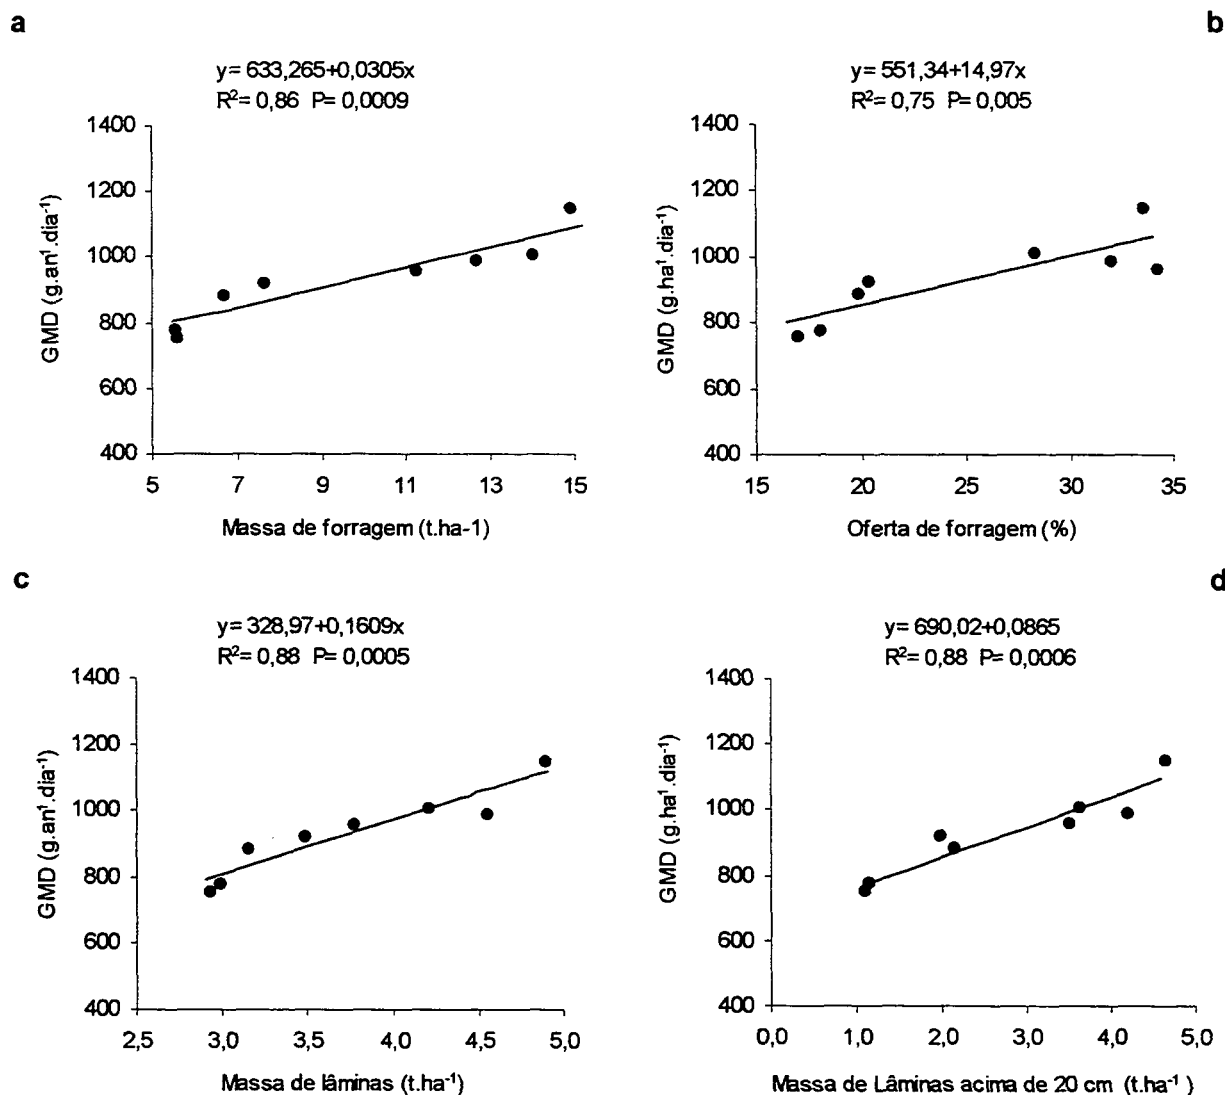 a
y= 633,265+0,0305x
R²= 0,86 P= 0,0009
1400
1200
1000
800
600
400
GMD (g.an¹.dia⁻¹)
5 7 9 11 13 15
Massa de forragem (t.ha-1)
b
y= 551,34+14,97x
R²= 0,75 P= 0,005
1400
1200
1000
800
600
400
GMD (g.ha¹.dia⁻¹)
15 20 25 30 35
Oferta de forragem (%)
c
y= 328,97+0,1609x
R²= 0,88 P= 0,0005
1400
1200
1000
800
600
400
GMD (g.an¹.dia⁻¹)
2,5 3,0 3,5 4,0 4,5 5,0
Massa de lâminas (t.ha⁻¹)
d
y= 690,02+0,0865
R²= 0,88 P= 0,0006
1400
1200
1000
800
600
400
GMD (g.ha¹.dia⁻¹)
0,0 1,0 2,0 3,0 4,0 5,0
Massa de Lâminas acima de 20 cm (t.ha⁻¹)